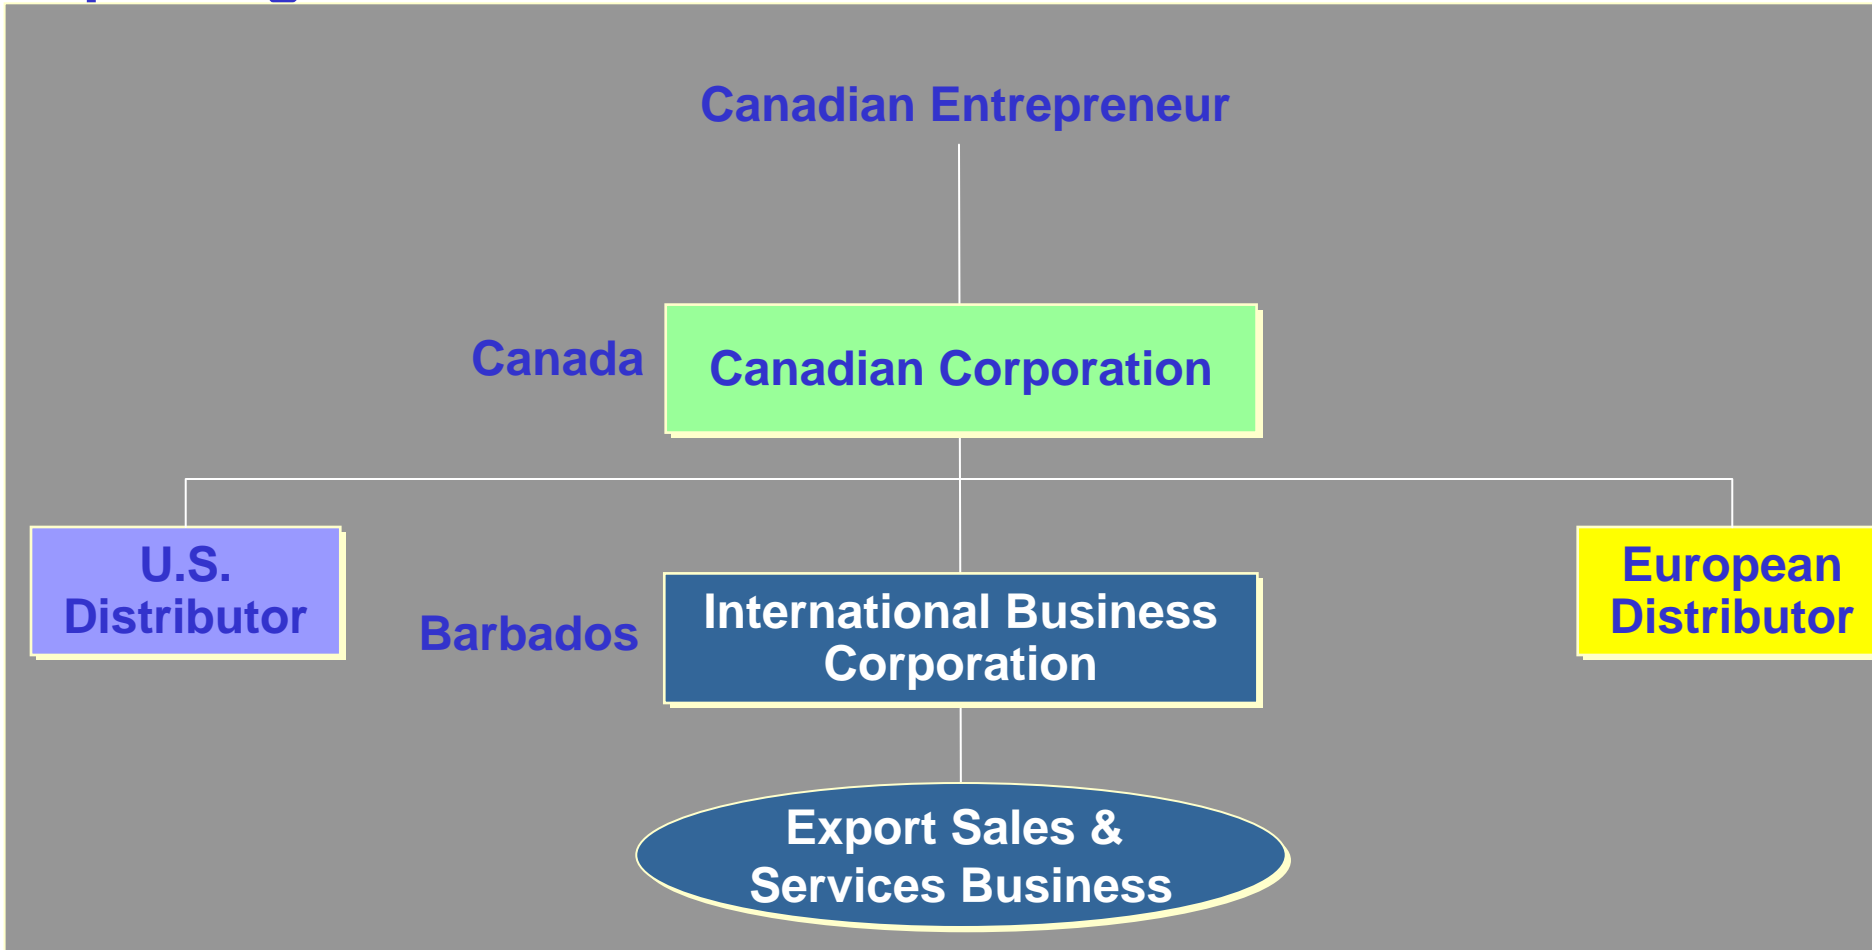 Canadian Entrepreneur
Canada
Canadian Corporation
U.S.
Distributor
Barbados
International Business
Corporation
European
Distributor
Export Sales &
Services Business